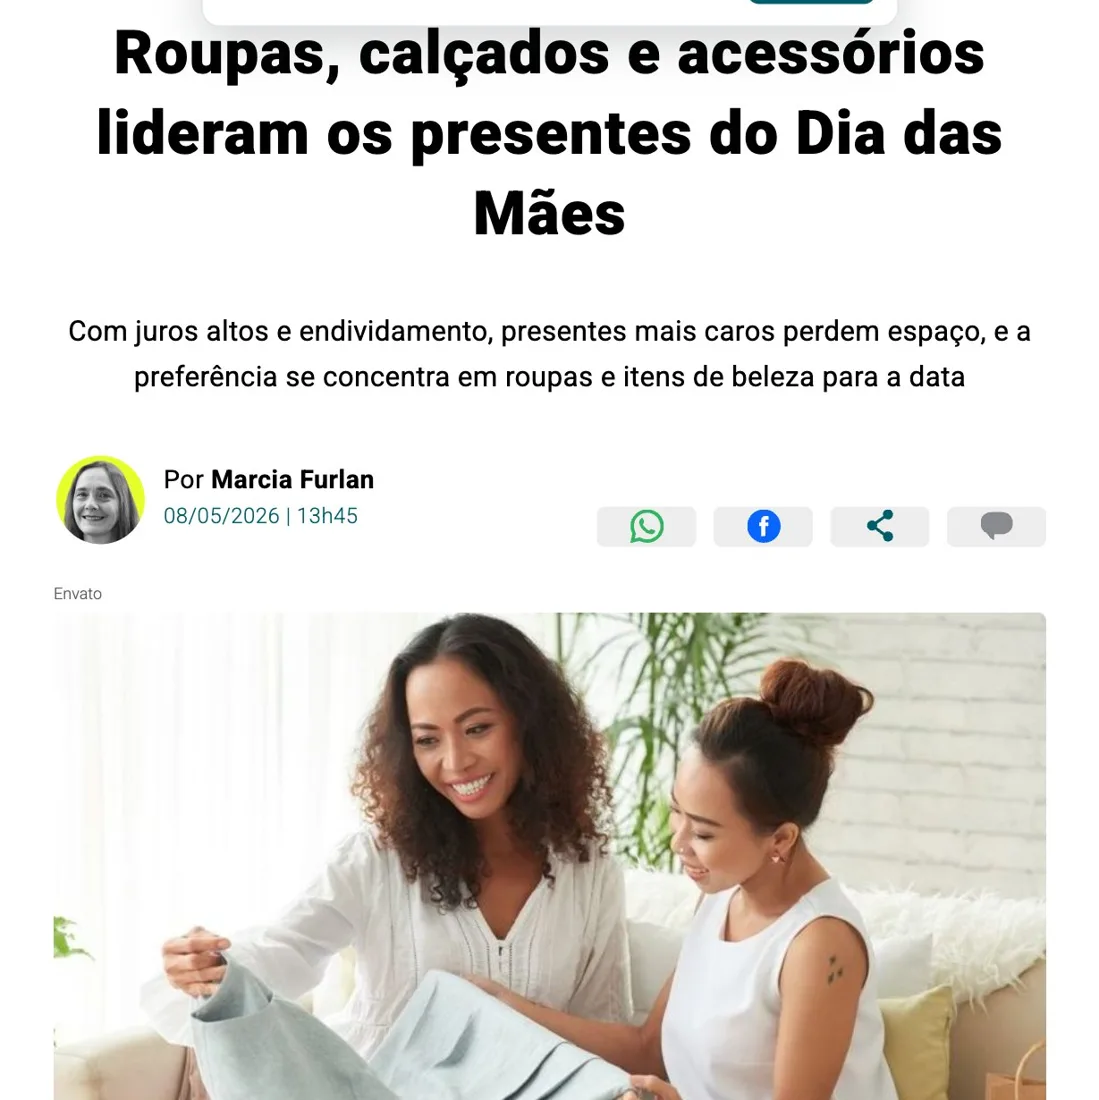 Roupas, calçados e acessórios
lideram os presentes do Dia das
Mães
Com juros altos e endividamento, presentes mais caros perdem espaço, e a
preferência se concentra em roupas e itens de beleza para a data
Por Marcia Furlan
08/05/2026 | 13h45
Envato